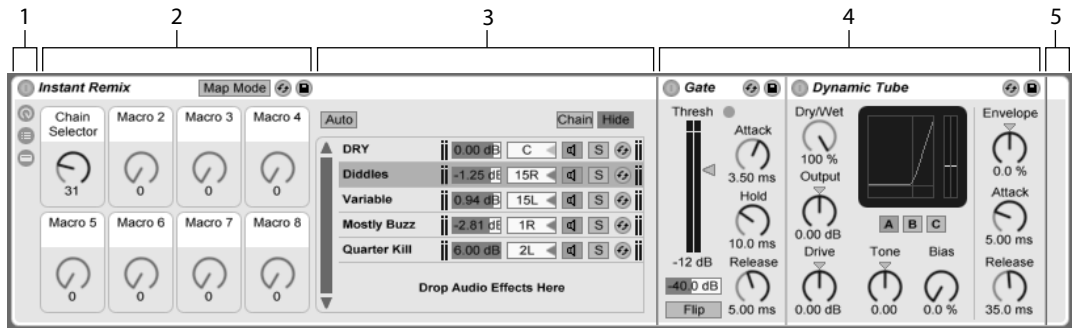 1 2 3 4 5
Instant Remix Map Mode
Chain Selector Macro 2 Macro 3 Macro 4
31 0 0 0
Macro 5 Macro 6 Macro 7 Macro 8
0 0 0 0
Auto Chain Hide
DRY 0.00 dB C S
Diddles -1.25 dB 15R S
Variable 0.94 dB 15L S
Mostly Buzz -2.81 dB 1R S
Quarter Kill 6.00 dB 2L S
Drop Audio Effects Here
Gate
Thresh
Attack
3.50 ms
Hold
10.0 ms
-12 dB
Release
-40.0 dB
Flip 5.00 ms
Dynamic Tube
Dry/Wet
100 %
Output
0.00 dB
A B C
Drive Tone Bias
0.00 dB 0.00 0.0 %
Envelope
0.0 %
Attack
5.00 ms
Release
35.0 ms